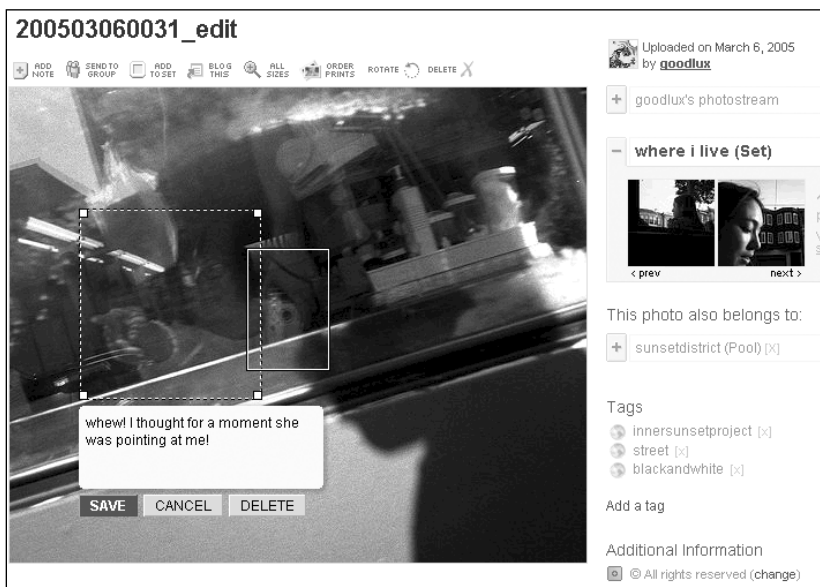 200503060031_edit
ADD NOTE SEND TO GROUP ADD TO SET BLOG THIS ALL SIZES ORDER PRINTS ROTATE DELETE
whew! I thought for a moment she
was pointing at me!
SAVE CANCEL DELETE
Uploaded on March 6, 2005
by goodlux
+ goodlux's photostream
− where i live (Set)
‹ prev next ›
This photo also belongs to:
+ sunsetdistrict (Pool) [x]
Tags
innersunsetproject [x]
street [x]
blackandwhite [x]
Add a tag
Additional Information
© All rights reserved (change)